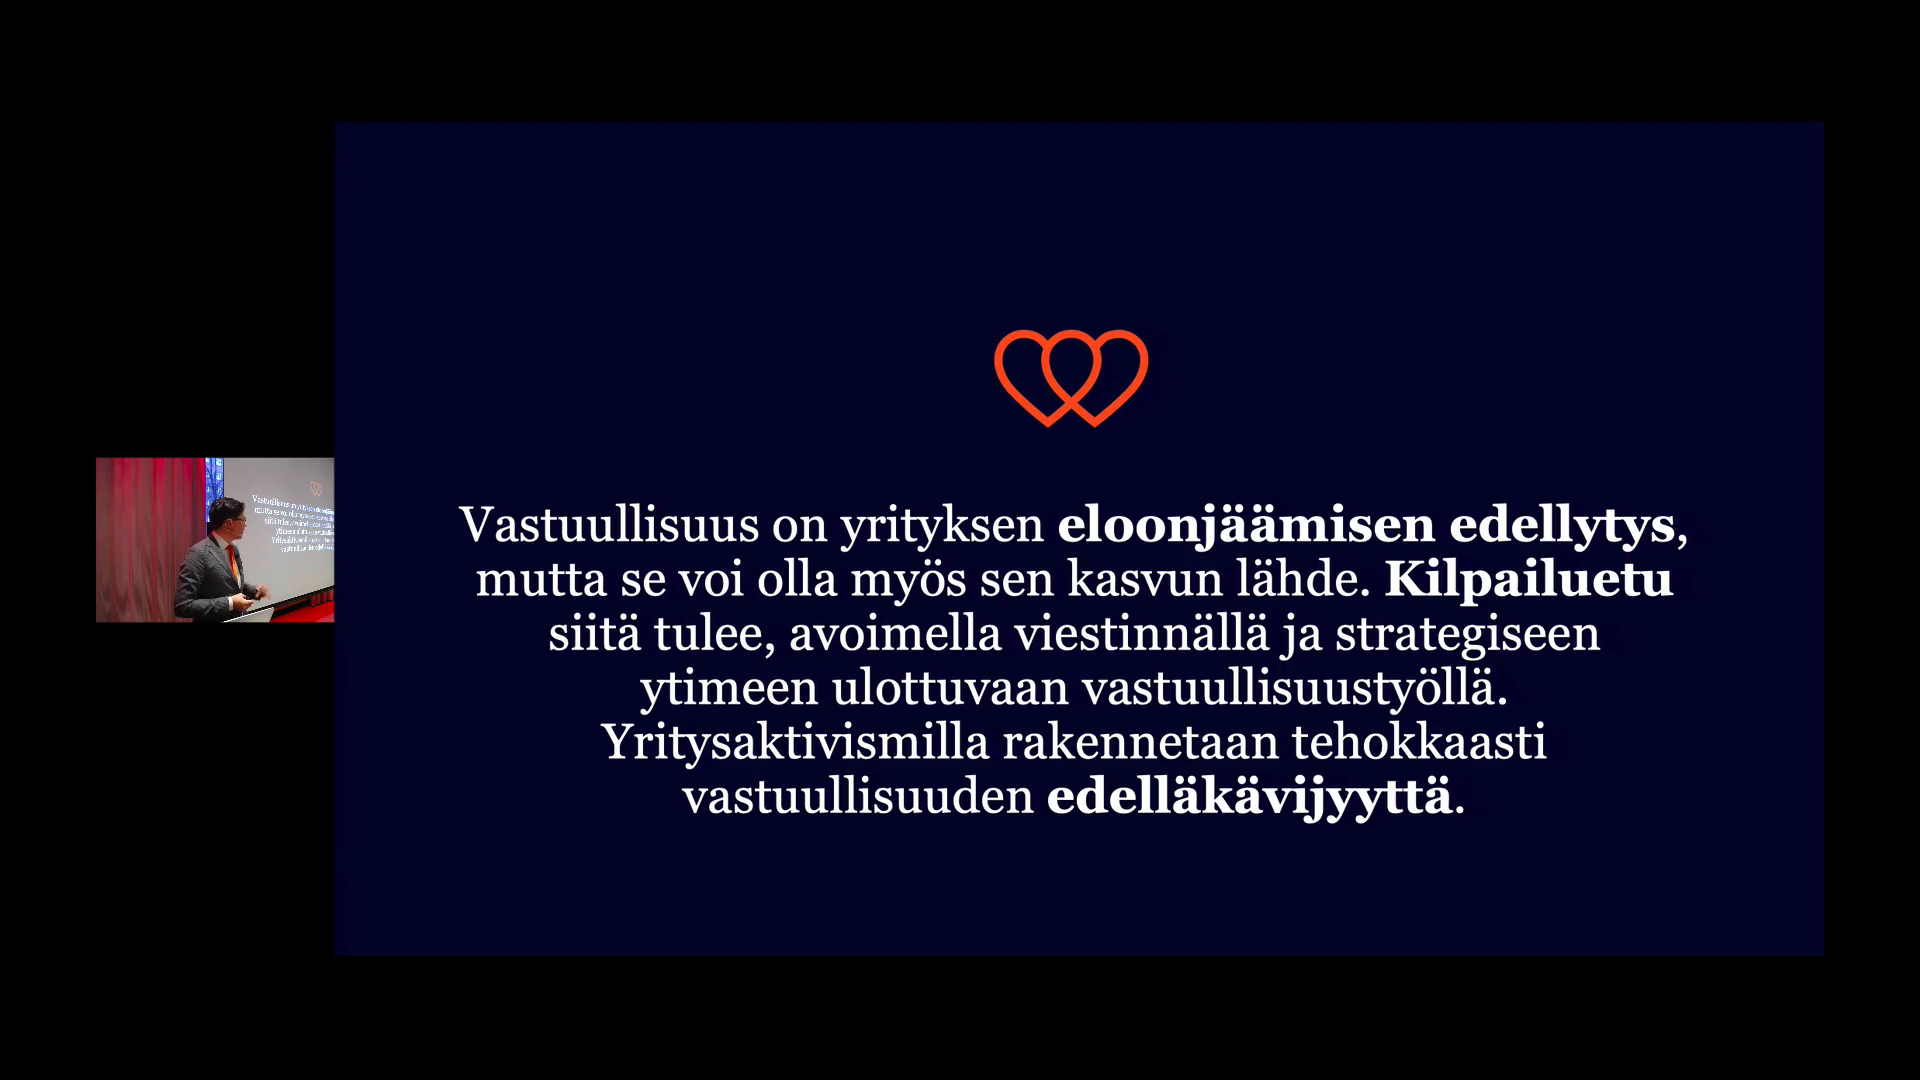 Vastuullisuus on yrityksen eloonjäämisen edellytys,
mutta se voi olla myös sen kasvun lähde. Kilpailuetu
siitä tulee, avoimella viestinnällä ja strategiseen
ytimeen ulottuvaan vastuullisuustyöllä.
Yritysaktivismilla rakennetaan tehokkaasti
vastuullisuuden edelläkävijyyttä.